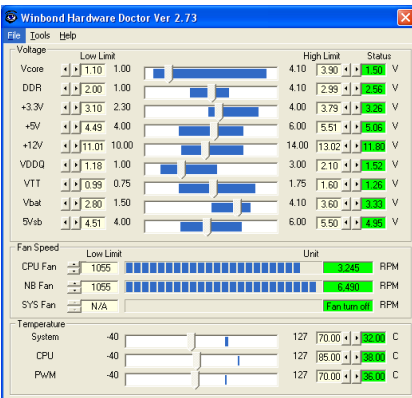 Winbond Hardware Doctor Ver 2.73
File Tools Help
Voltage
Low Limit High Limit Status
Vcore 1.10 1.00 4.10 3.90 1.50 V
DDR 2.00 1.00 4.10 2.99 2.56 V
+3.3V 3.10 2.30 4.00 3.79 3.26 V
+5V 4.49 4.00 6.00 5.51 5.06 V
+12V 11.01 10.00 14.00 13.02 11.80 V
VDDQ 1.18 1.00 3.00 2.10 1.52 V
VTT 0.99 0.75 1.75 1.60 1.26 V
Vbat 2.80 1.50 4.10 3.60 3.33 V
5Vsb 4.51 4.00 6.00 5.50 4.95 V
Fan Speed
Low Limit Unit
CPU Fan 1055 3,245 RPM
NB Fan 1055 6,490 RPM
SYS Fan N/A Fan turn off RPM
Temperature
System -40 127 70.00 32.00 C
CPU -40 127 85.00 38.00 C
PWM -40 127 70.00 36.00 C